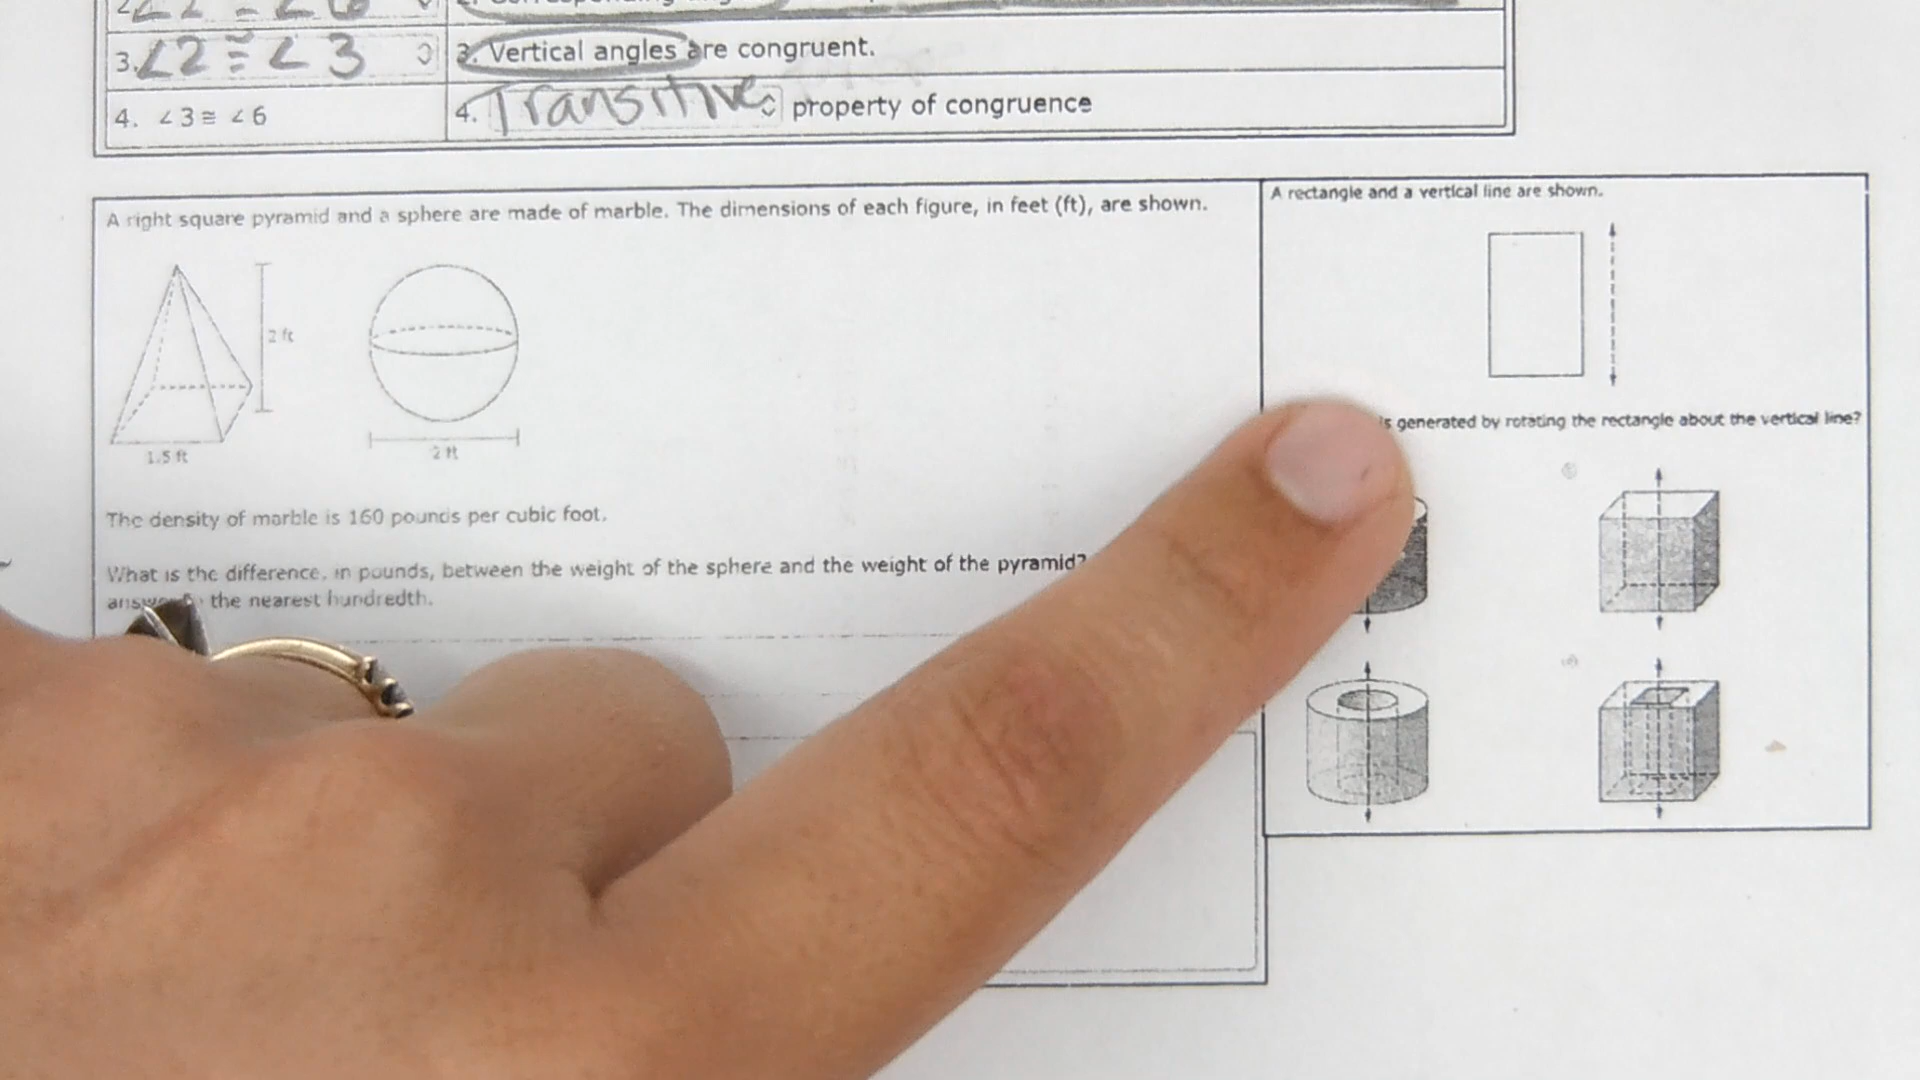 3. ∠2 ≅ ∠3
3. Vertical angles are congruent.
4. ∠3 ≅ ∠6
4. Transitive property of congruence
A right square pyramid and a sphere are made of marble. The dimensions of each figure, in feet (ft), are shown.
2 ft
1.5 ft
2 ft
The density of marble is 160 pounds per cubic foot.
What is the difference, in pounds, between the weight of the sphere and the weight of the pyramid?
the nearest hundredth.
A rectangle and a vertical line are shown.
is generated by rotating the rectangle about the vertical line?